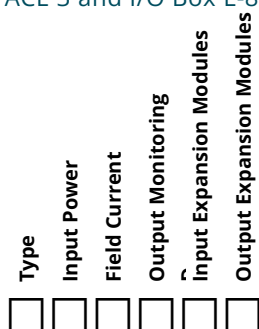 ACE 3 and I/O Box E-8
Type
Input Power
Field Current
Output Monitoring
Input Expansion Modules
Output Expansion Modules